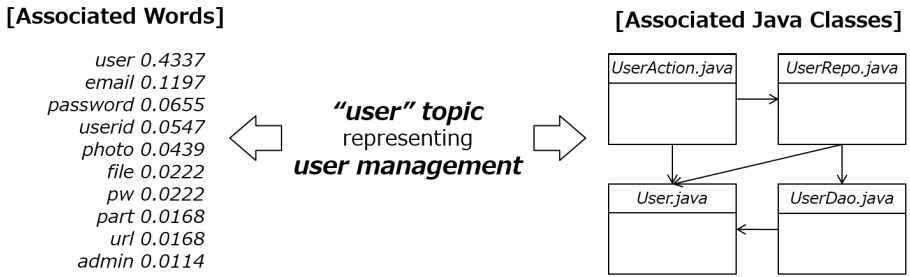 [Associated Words]
user 0.4337
email 0.1197
password 0.0655
userid 0.0547
photo 0.0439
file 0.0222
pw 0.0222
part 0.0168
url 0.0168
admin 0.0114
“user” topic
representing
user management
[Associated Java Classes]
UserAction.java
UserRepo.java
User.java
UserDao.java